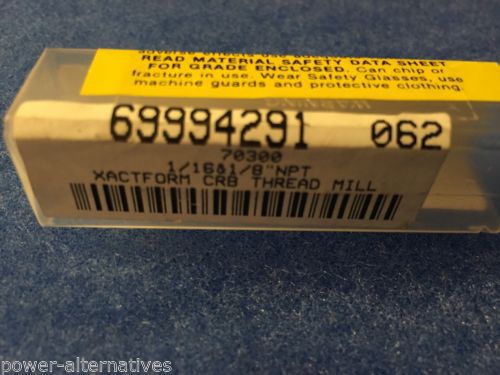 READ MATERIAL SAFETY DATA SHEET
FOR GRADE ENCLOSED. Can chip or
fracture in use. Wear Safety Glasses, use
machine guards and protective clothing
WARNING
69994291 062
70300
1/16&1/8"NPT
XACTFORM CRB THREAD MILL
power-alternatives